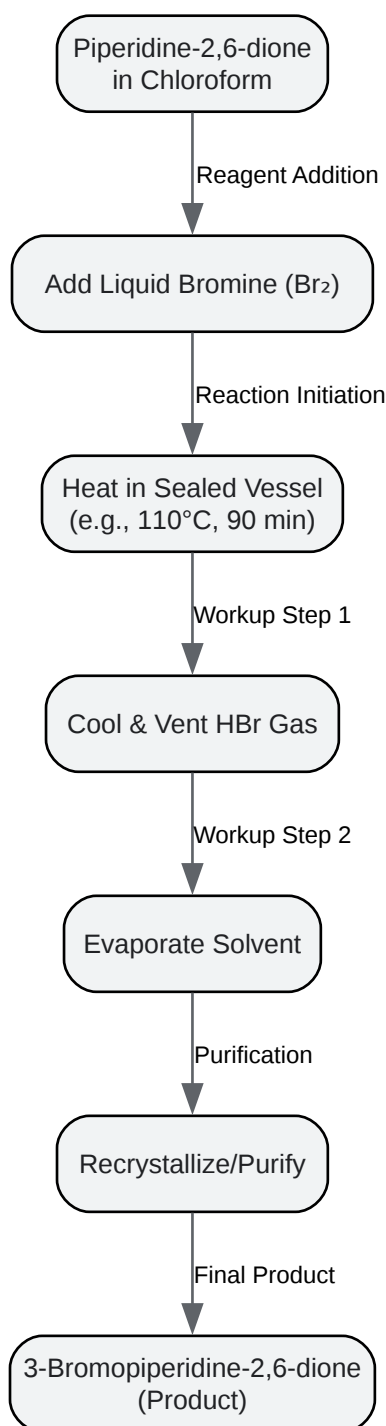 Piperidine-2,6-dione
in Chloroform
Reagent Addition
Add Liquid Bromine (Br₂)
Reaction Initiation
Heat in Sealed Vessel
(e.g., 110°C, 90 min)
Workup Step 1
Cool & Vent HBr Gas
Workup Step 2
Evaporate Solvent
Purification
Recrystallize/Purify
Final Product
3-Bromopiperidine-2,6-dione
(Product)